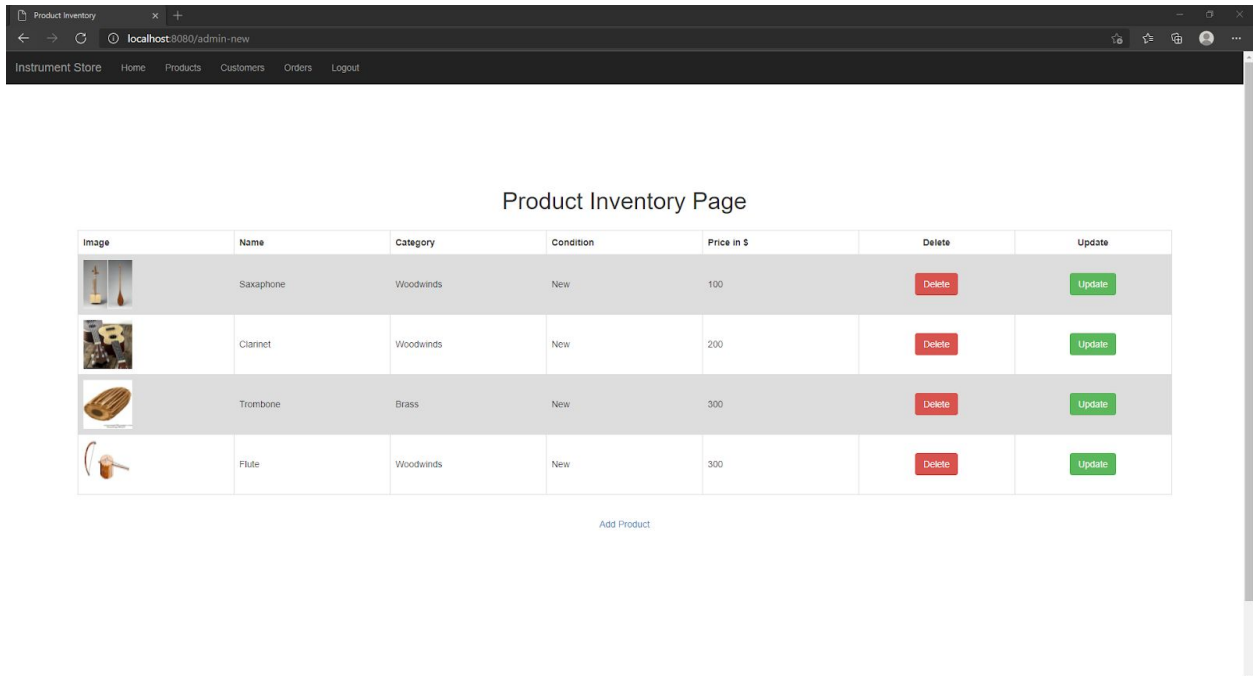 Product Inventory
localhost:8080/admin-new
Instrument Store Home Products Customers Orders Logout
Product Inventory Page
Image Name Category Condition Price in $ Delete Update
Saxaphone Woodwinds New 100 Delete Update
Clarinet Woodwinds New 200 Delete Update
Trombone Brass New 300 Delete Update
Flute Woodwinds New 300 Delete Update
Add Product